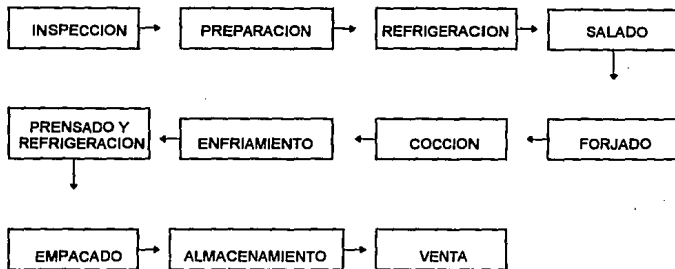 INSPECCION
PREPARACION
REFRIGERACION
SALADO
FORJADO
COCCION
ENFRIAMIENTO
PRENSADO Y
REFRIGERACION
EMPACADO
ALMACENAMIENTO
VENTA